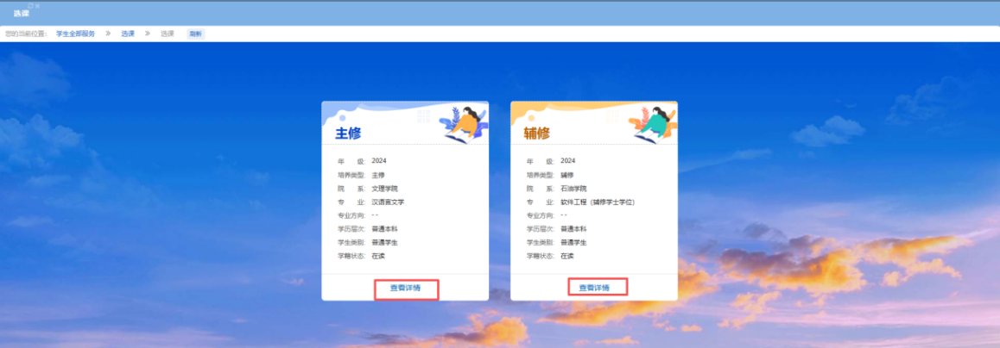 选课
您的当前位置： 学生全部服务 » 选课 » 选课 刷新
主修
年 级: 2024
培养类型: 主修
院 系: 文理学院
专 业: 汉语言文学
专业方向: - -
学历层次: 普通本科
学生类别: 普通学生
学籍状态: 在读
查看详情
辅修
年 级: 2024
培养类型: 辅修
院 系: 石油学院
专 业: 软件工程（辅修学士学位）
专业方向: - -
学历层次: 普通本科
学生类别: 普通学生
学籍状态: 在读
查看详情